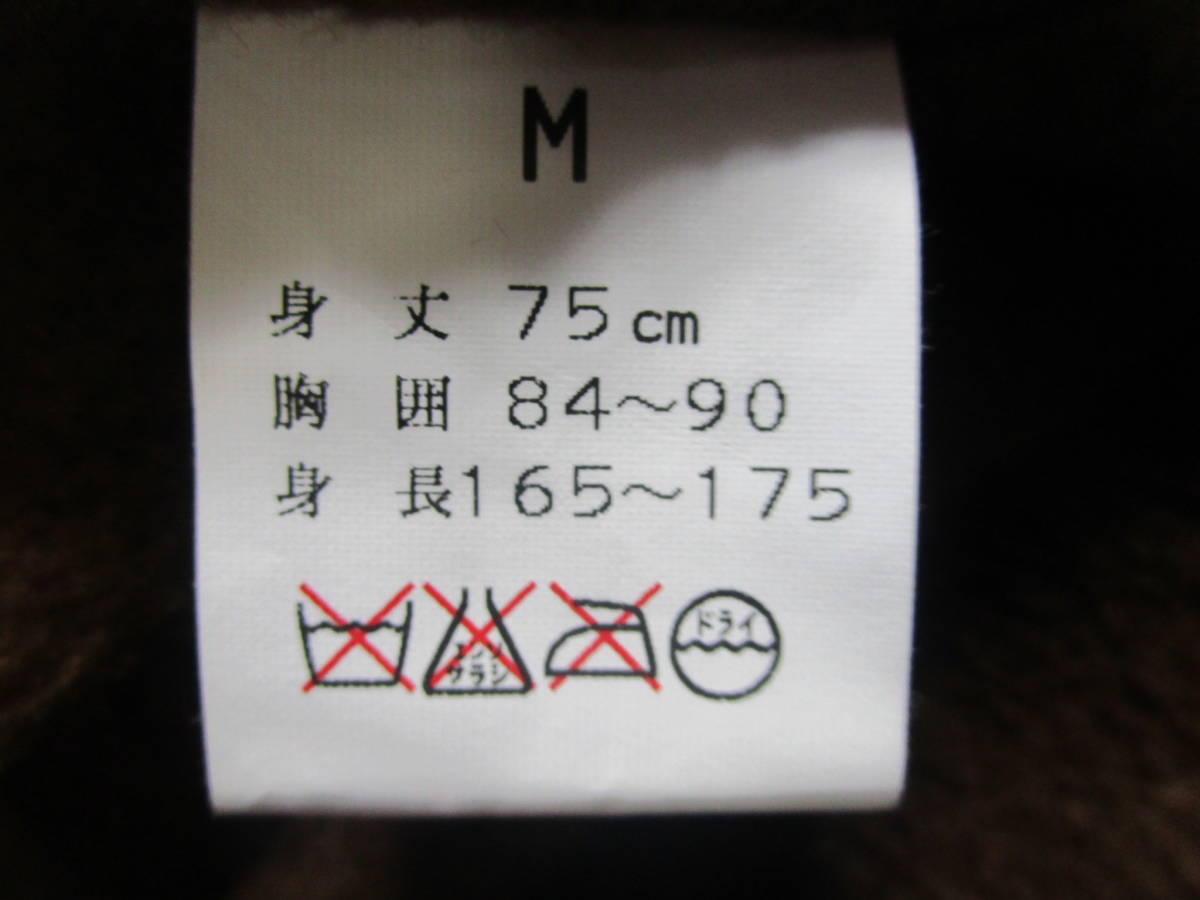 M
身丈 75cm
胸囲 84～90
身長165～175
エンソ サラシ ドライ